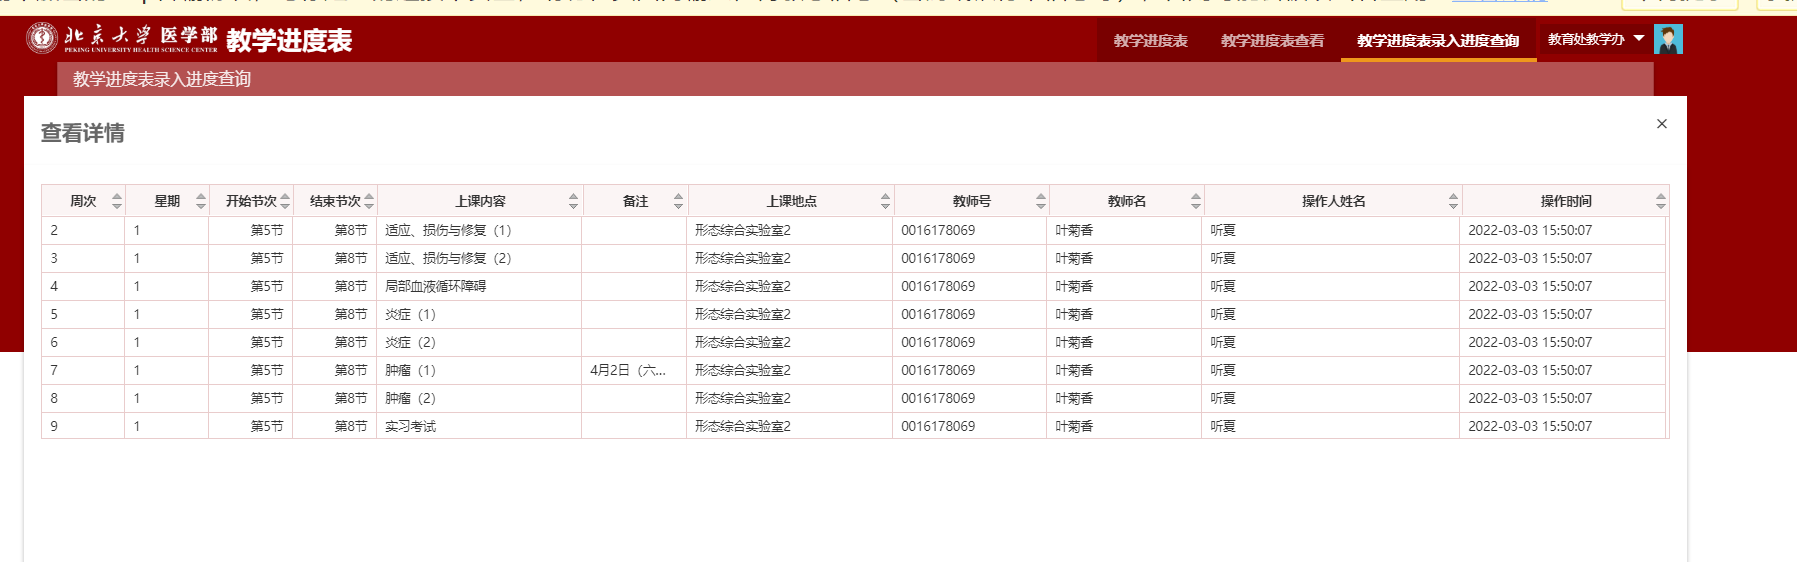 北京大学医学部 教学进度表
PEKING UNIVERSITY HEALTH SCIENCE CENTER
教学进度表 教学进度表查看 教学进度表录入进度查询 教育处教学办
教学进度表录入进度查询
查看详情 ×
周次 星期 开始节次 结束节次 上课内容 备注 上课地点 教师号 教师名 操作人姓名 操作时间
2 1 第5节 第8节 适应、损伤与修复（1） 形态综合实验室2 0016178069 叶菊香 听夏 2022-03-03 15:50:07
3 1 第5节 第8节 适应、损伤与修复（2） 形态综合实验室2 0016178069 叶菊香 听夏 2022-03-03 15:50:07
4 1 第5节 第8节 局部血液循环障碍 形态综合实验室2 0016178069 叶菊香 听夏 2022-03-03 15:50:07
5 1 第5节 第8节 炎症（1） 形态综合实验室2 0016178069 叶菊香 听夏 2022-03-03 15:50:07
6 1 第5节 第8节 炎症（2） 形态综合实验室2 0016178069 叶菊香 听夏 2022-03-03 15:50:07
7 1 第5节 第8节 肿瘤（1） 4月2日（六... 形态综合实验室2 0016178069 叶菊香 听夏 2022-03-03 15:50:07
8 1 第5节 第8节 肿瘤（2） 形态综合实验室2 0016178069 叶菊香 听夏 2022-03-03 15:50:07
9 1 第5节 第8节 实习考试 形态综合实验室2 0016178069 叶菊香 听夏 2022-03-03 15:50:07